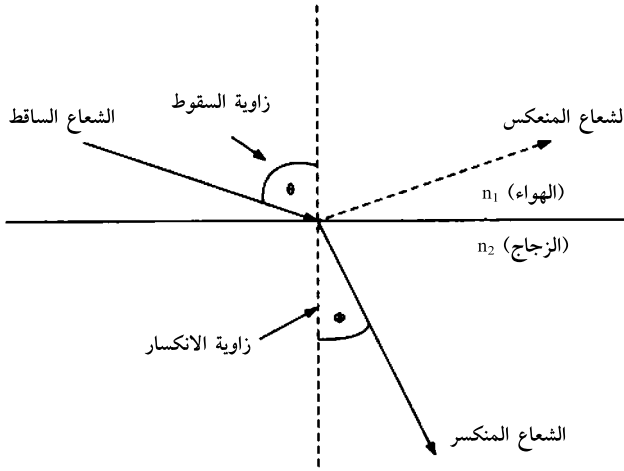 زاوية السقوط
الشعاع الساقط
لشعاع المنعكس
θ
n₁ (الهواء)
n₂ (الزجاج)
Φ
زاوية الانكسار
الشعاع المنكسر